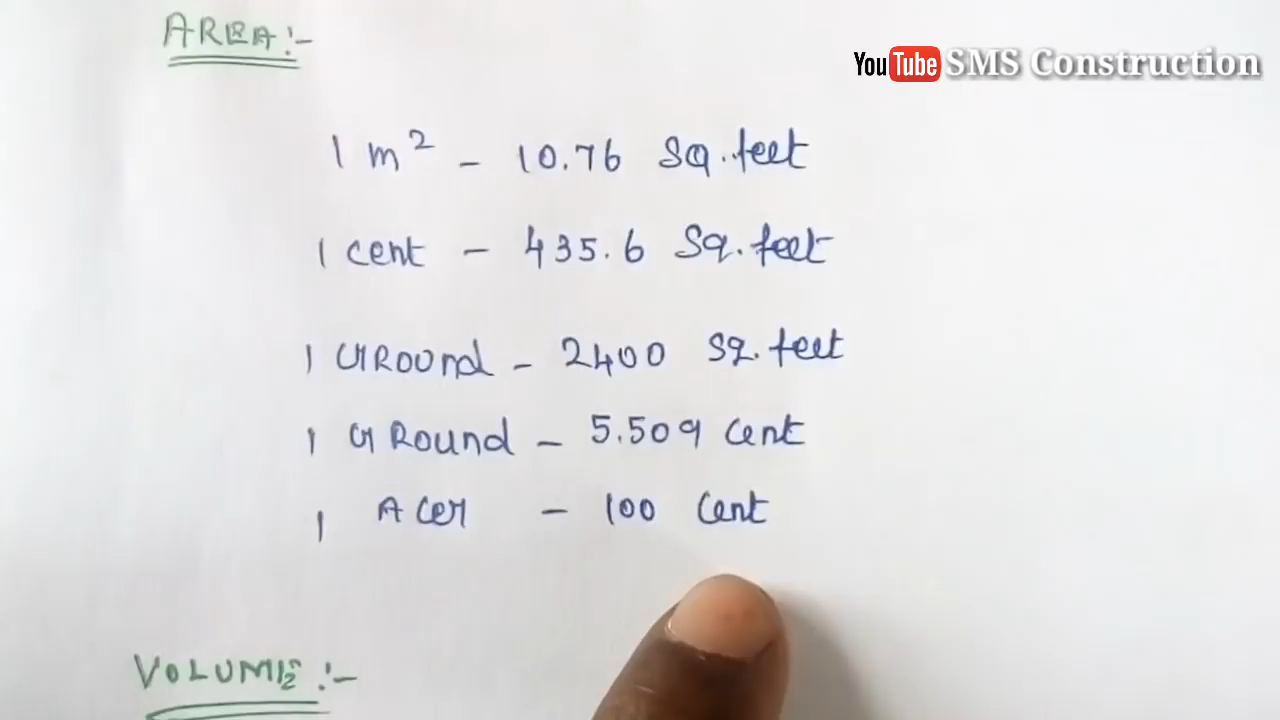 AREA:-
YouTube SMS Construction
1 m² - 10.76 Sq.feet
1 cent - 435.6 Sq.feet
1 GRound - 2400 Sq.feet
1 GRound - 5.509 Cent
1 Acer - 100 Cent
VOLUME:-